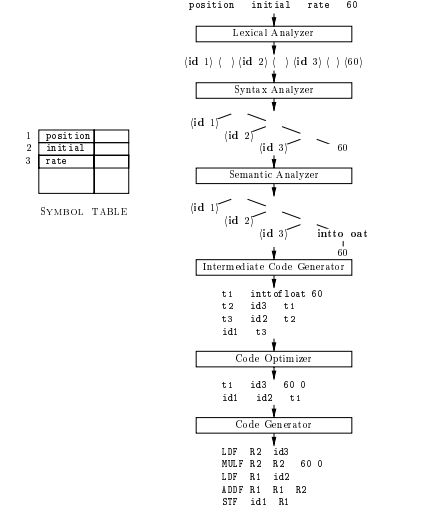 position initial rate 60
Lexical Analyzer
⟨id 1⟩ ⟨ ⟩ ⟨id 2⟩ ⟨ ⟩ ⟨id 3⟩ ⟨ ⟩ ⟨60⟩
Syntax Analyzer
⟨id 1⟩
⟨id 2⟩
⟨id 3⟩ 60
1 position
2 initial
3 rate
SYMBOL TABLE
Semantic Analyzer
⟨id 1⟩
⟨id 2⟩
⟨id 3⟩ intto oat
60
Intermediate Code Generator
t1 inttofloat 60
t2 id3 t1
t3 id2 t2
id1 t3
Code Optimizer
t1 id3 60 0
id1 id2 t1
Code Generator
LDF R2 id3
MULF R2 R2 60 0
LDF R1 id2
ADDF R1 R1 R2
STF id1 R1